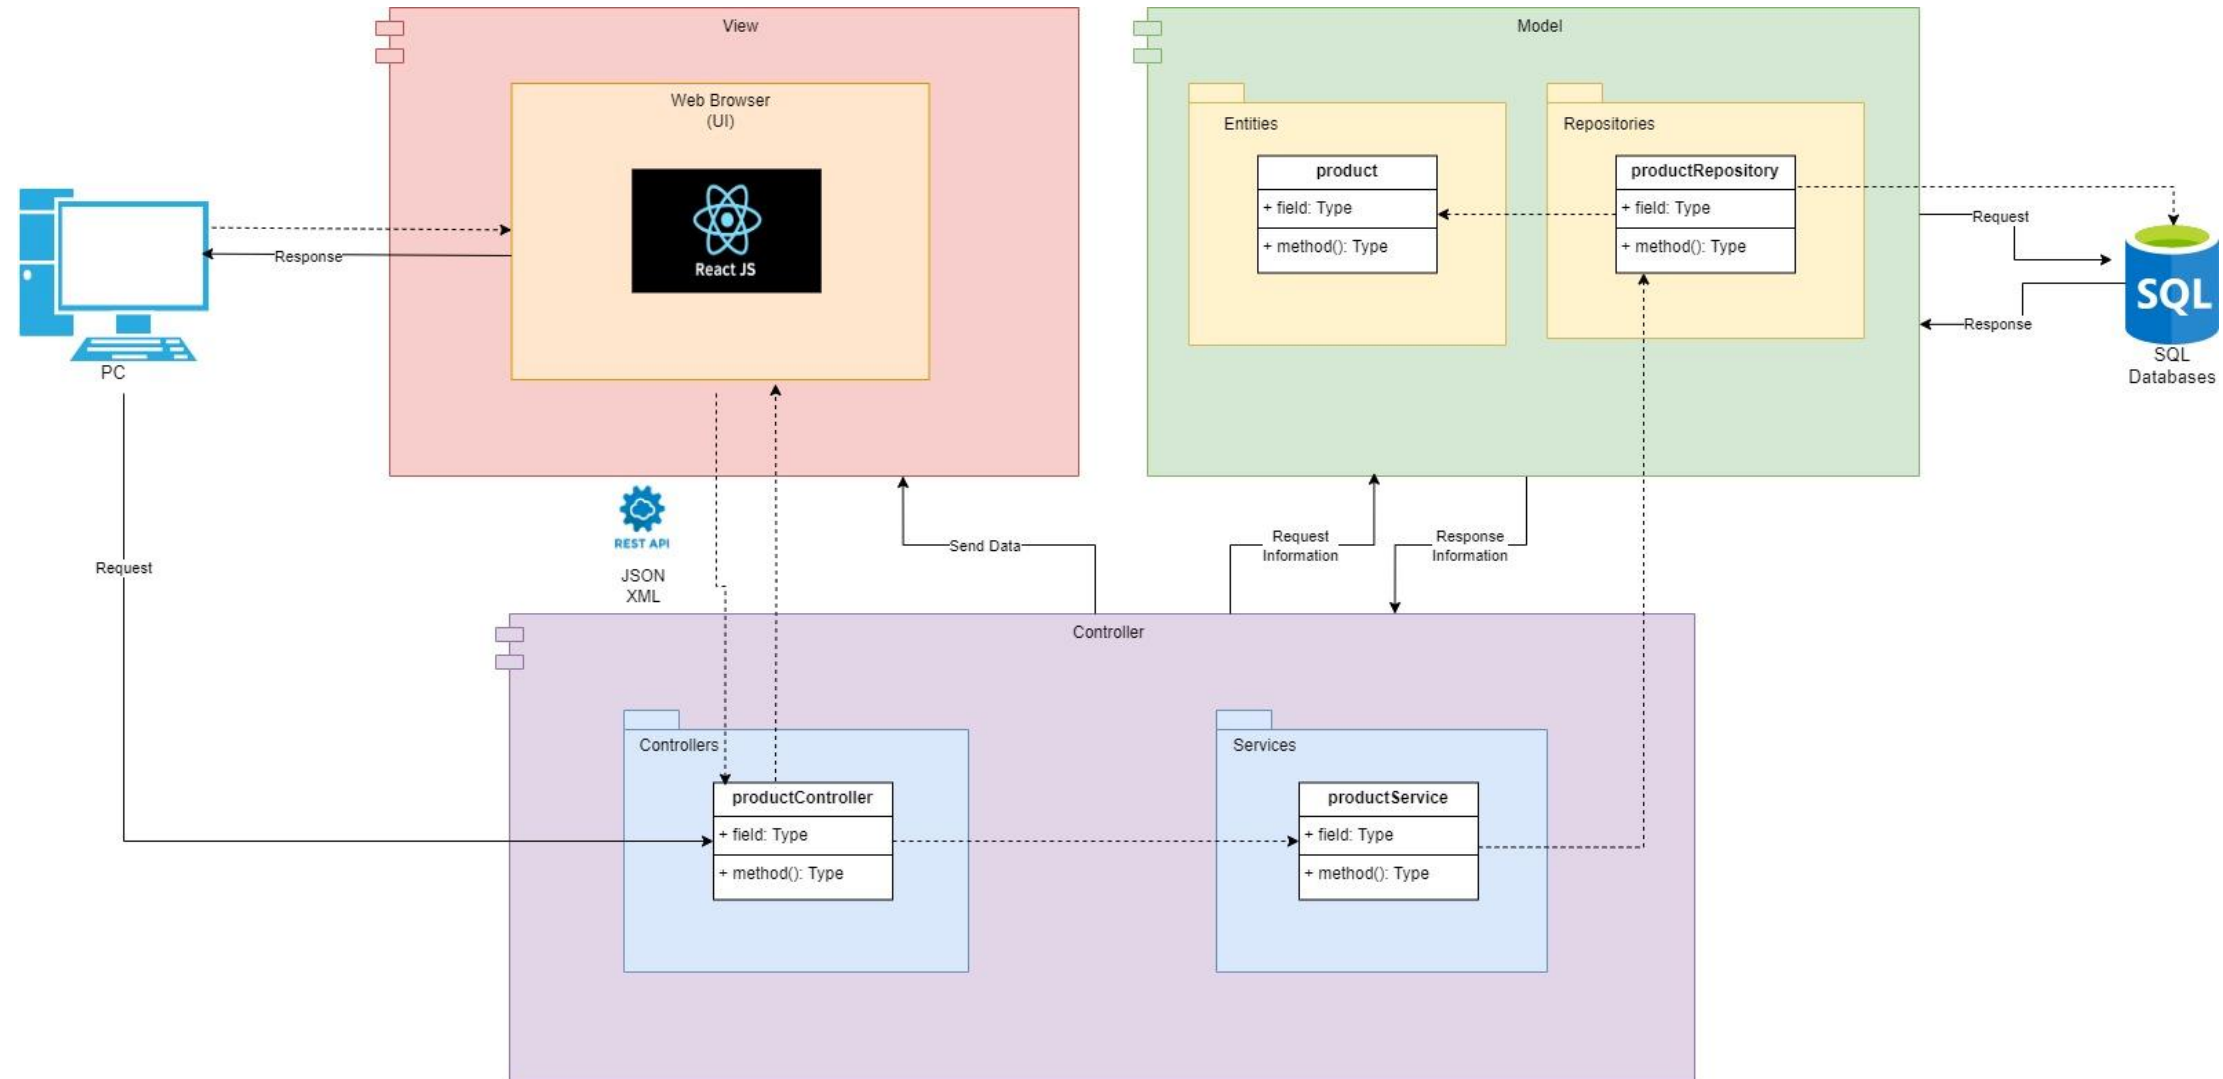 View
Web Browser
(UI)
React JS
Model
Entities
product
+ field: Type
+ method(): Type
Repositories
productRepository
+ field: Type
+ method(): Type
Request
Response
SQL
SQL
Databases
Response
PC
Request
REST API
JSON
XML
Send Data
Request
Information
Response
Information
Controller
Controllers
productController
+ field: Type
+ method(): Type
Services
productService
+ field: Type
+ method(): Type